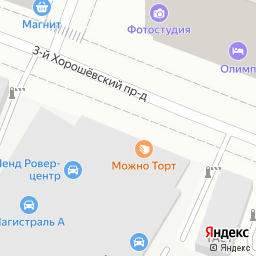 Магнит
Фотостудия
Олимп
3-й Хорошёвский пр-д
Можно Торт
Ленд Ровер-
центр
Магистраль А
Яндекс
© Яндекс